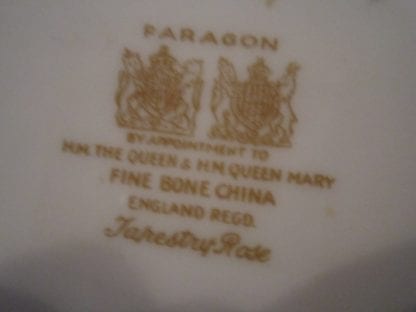 PARAGON
BY APPOINTMENT TO
H.M. THE QUEEN & H.M. QUEEN MARY
FINE BONE CHINA
ENGLAND REGD.
Tapestry Rose